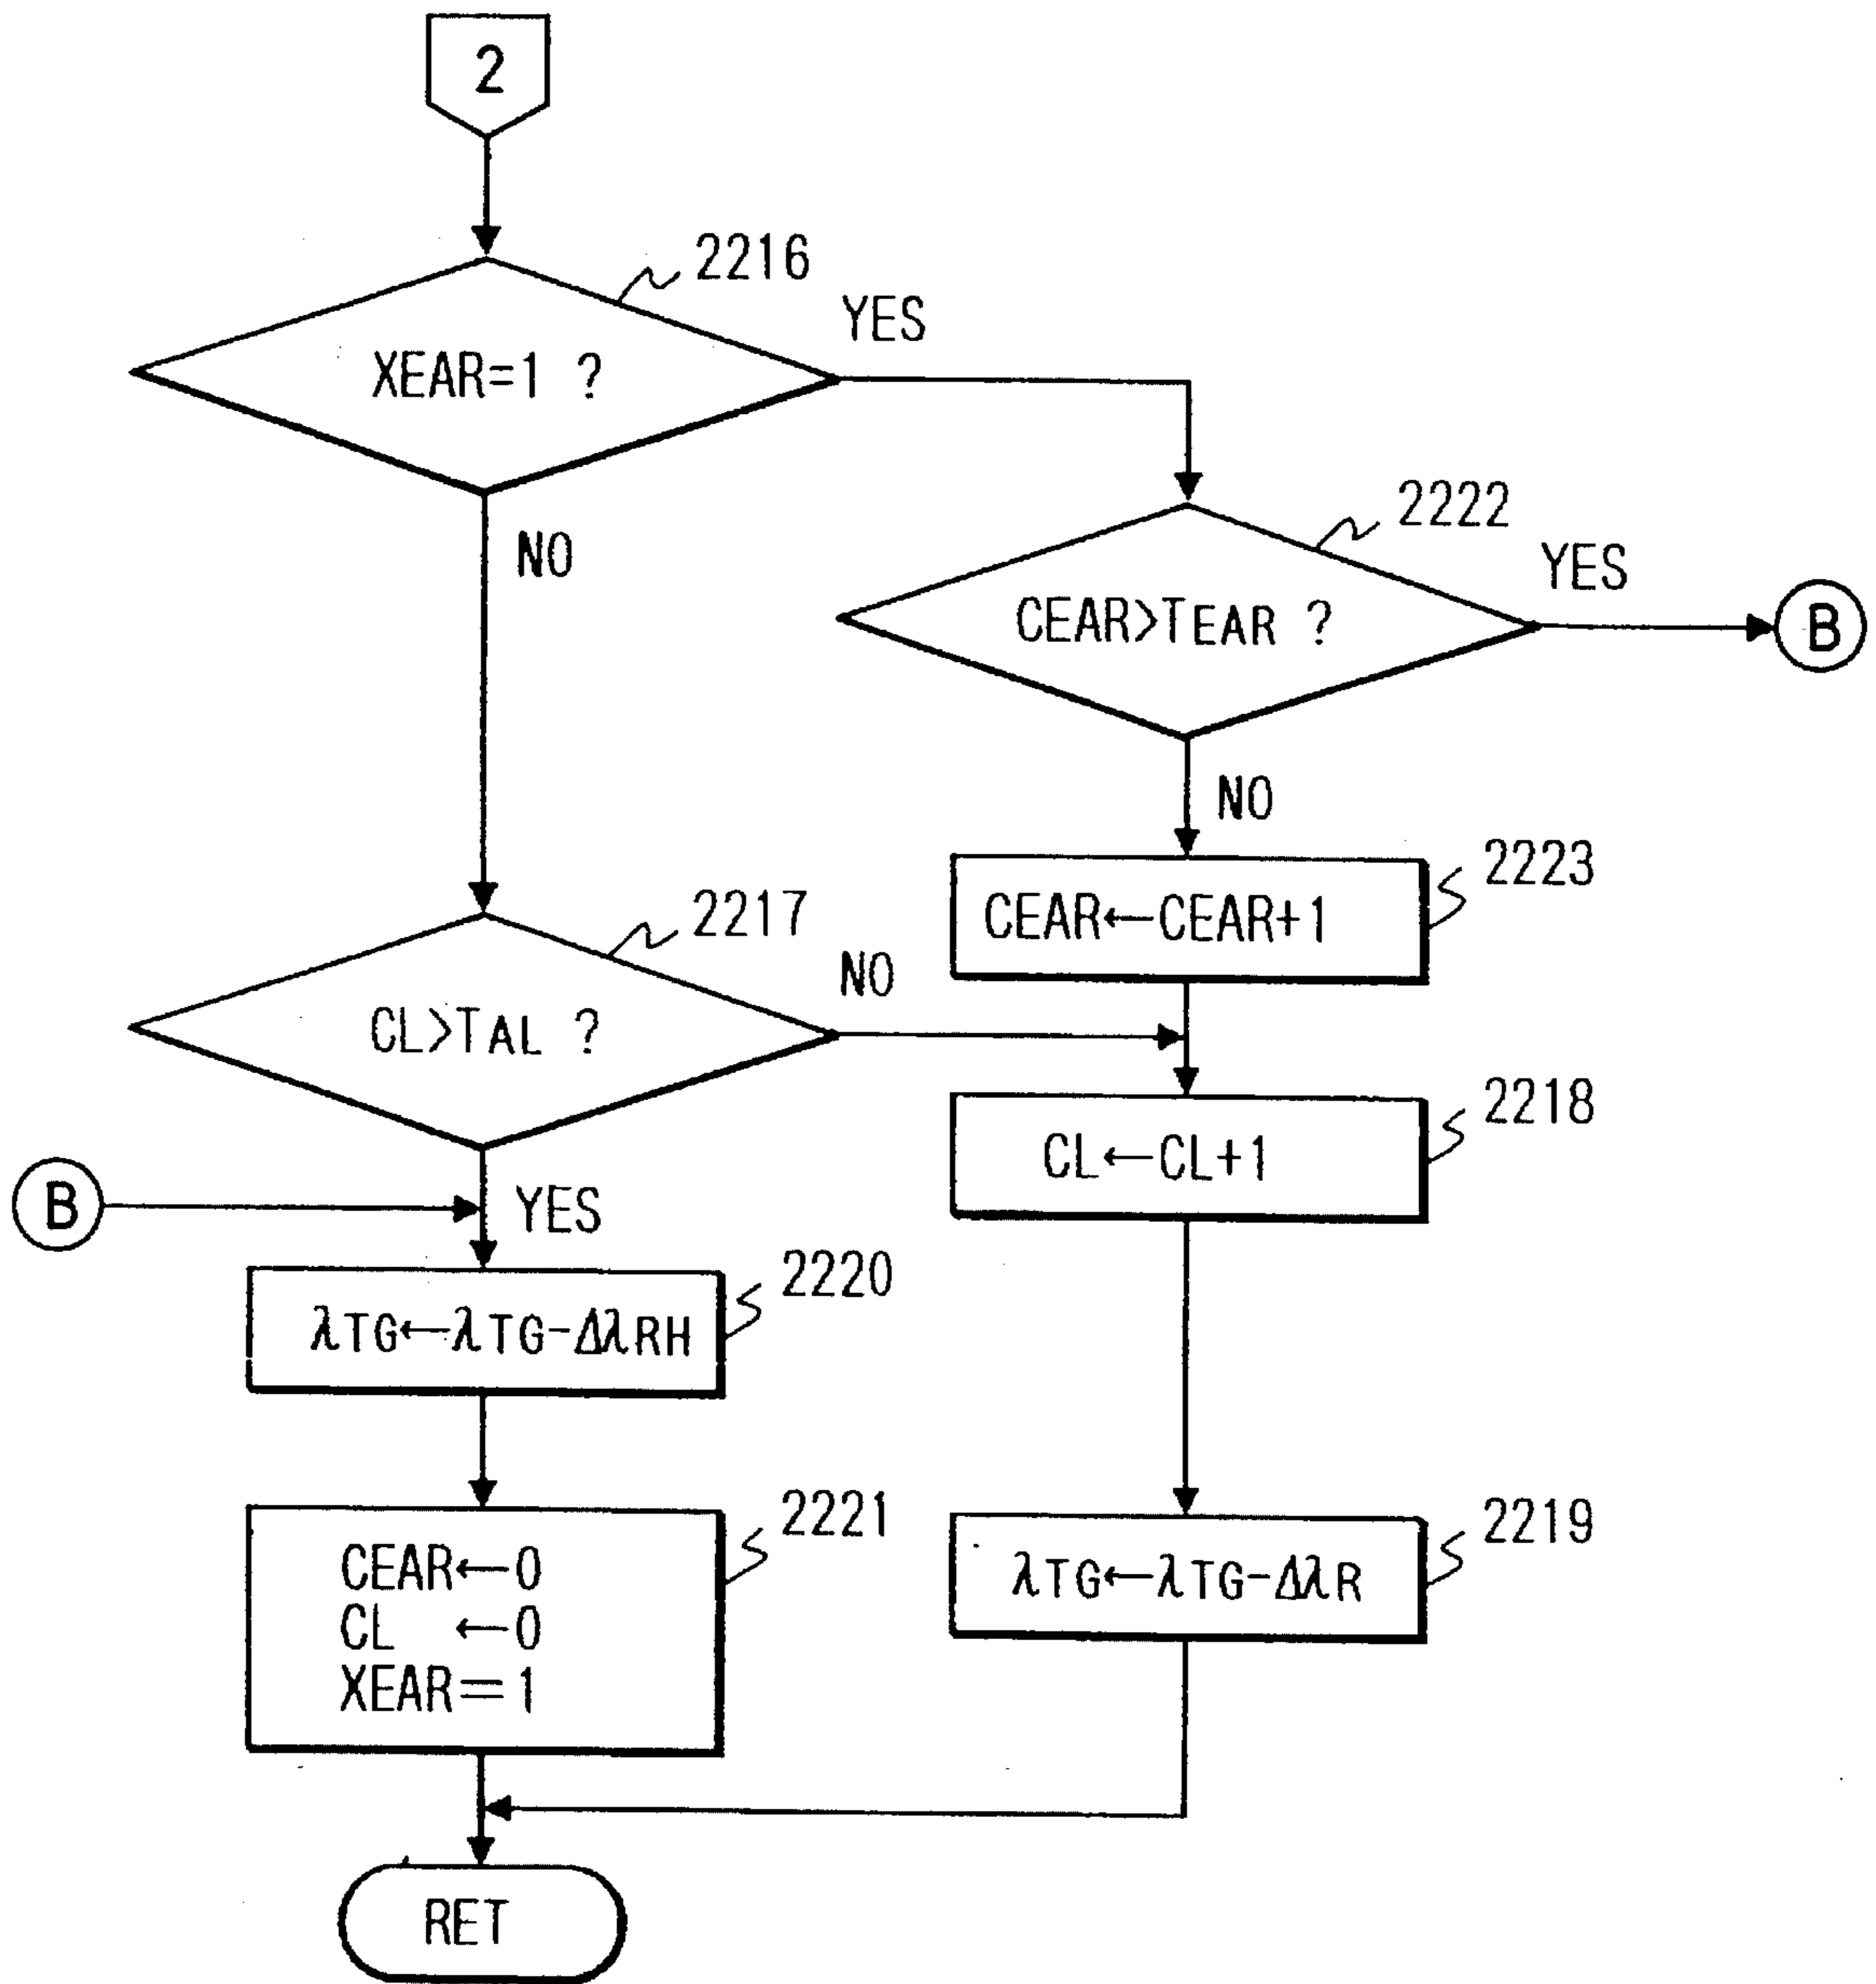 2
2216
YES
XEAR=1 ?
NO
2222
YES
CEAR>TEAR ?
B
NO
2223
CEAR←CEAR+1
2217
NO
CL>TAL ?
2218
CL←CL+1
B
YES
2220
λTG←λTG-ΔλRH
2221
CEAR←0
CL ←0
XEAR=1
2219
λTG←λTG-ΔλR
RET